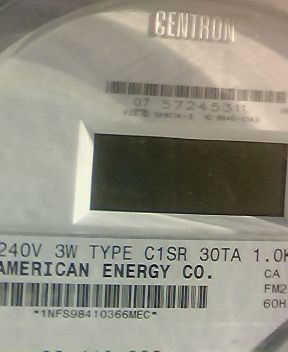 CENTRON
07 57245311
240V 3W TYPE C1SR 30TA 1.0K
AMERICAN ENERGY CO.
CA
FM2
60H
*1NFS98410366MEC*